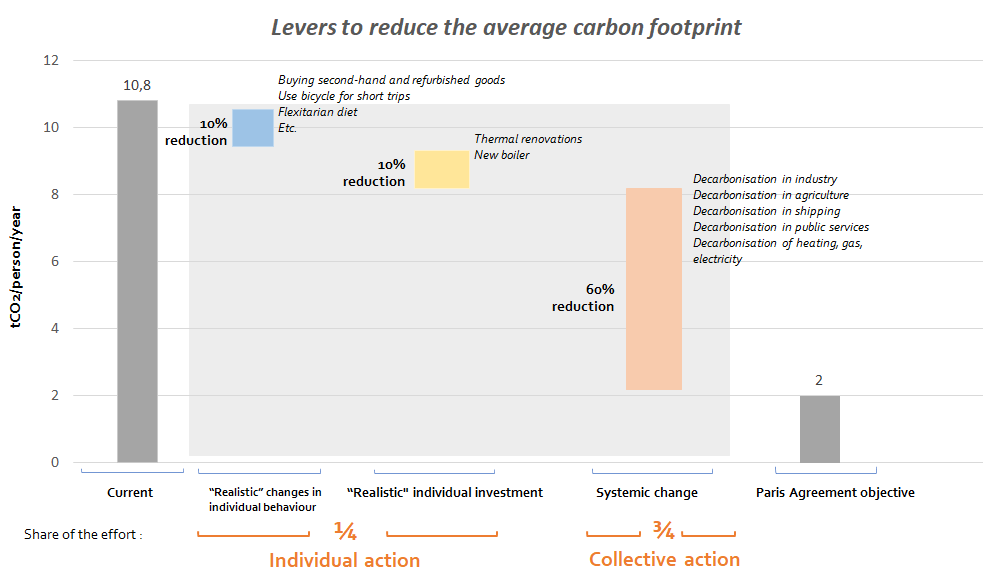 Levers to reduce the average carbon footprint
tCO2/person/year
12
10
8
6
4
2
0
10,8
10%
reduction
Buying second-hand and refurbished goods
Use bicycle for short trips
Flexitarian diet
Etc.
10%
reduction
Thermal renovations
New boiler
60%
reduction
Decarbonisation in industry
Decarbonisation in agriculture
Decarbonisation in shipping
Decarbonisation in public services
Decarbonisation of heating, gas,
electricity
2
Current
“Realistic” changes in
individual behaviour
“Realistic" individual investment
Systemic change
Paris Agreement objective
Share of the effort :
¼
Individual action
¾
Collective action